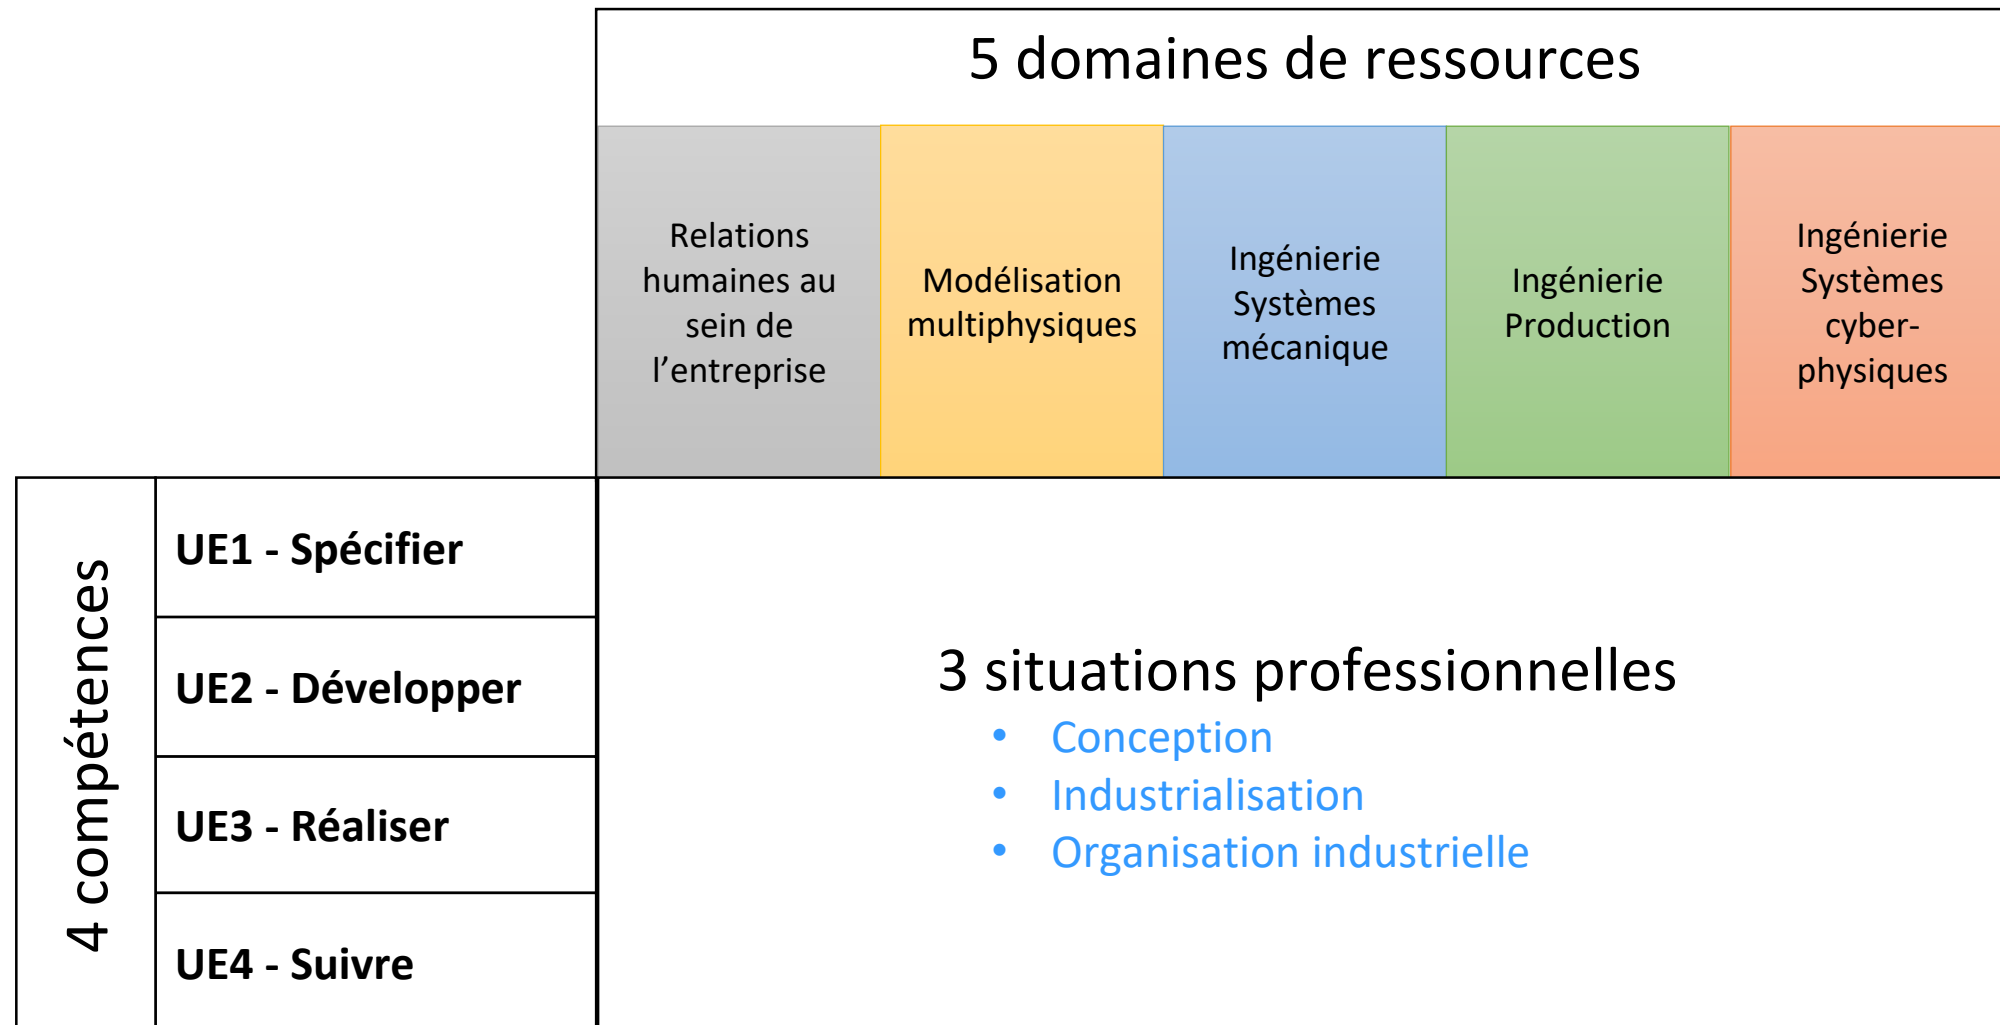 5 domaines de ressources
Relations
humaines au
sein de
l’entreprise
Modélisation
multiphysiques
Ingénierie
Systèmes
mécanique
Ingénierie
Production
Ingénierie
Systèmes
cyber-
physiques
4 compétences
UE1 - Spécifier
UE2 - Développer
UE3 - Réaliser
UE4 - Suivre
3 situations professionnelles
• Conception
• Industrialisation
• Organisation industrielle